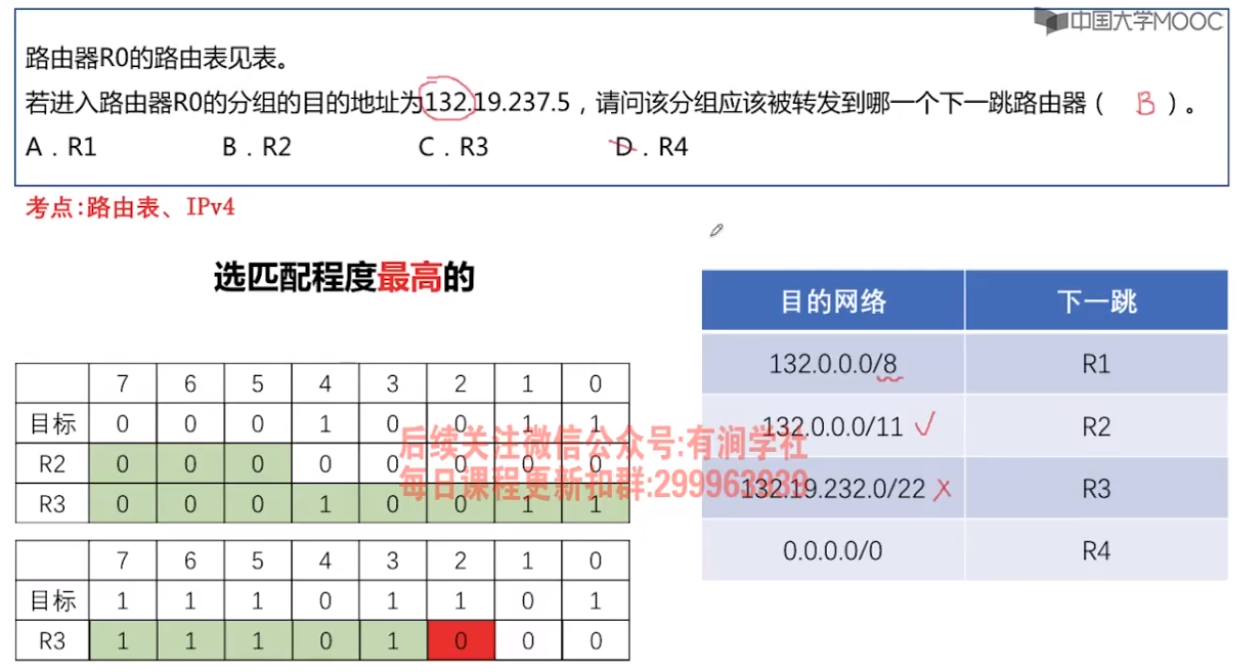 中国大学MOOC
路由器R0的路由表见表。
若进入路由器R0的分组的目的地址为132.19.237.5，请问该分组应该被转发到哪一个下一跳路由器（ B ）。
A．R1 B．R2 C．R3 D．R4
考点:路由表、IPv4
选匹配程度最高的
7 6 5 4 3 2 1 0
目标 0 0 0 1 0 0 1 1
R2 0 0 0 0 0 0 0 0
R3 0 0 0 1 0 0 1 1
7 6 5 4 3 2 1 0
目标 1 1 1 0 1 1 0 1
R3 1 1 1 0 1 0 0 0
目的网络 下一跳
132.0.0.0/8 R1
132.0.0.0/11 R2
132.19.232.0/22 R3
0.0.0.0/0 R4
后续关注微信公众号:有涧学社
每日课程更新扣群:299963939